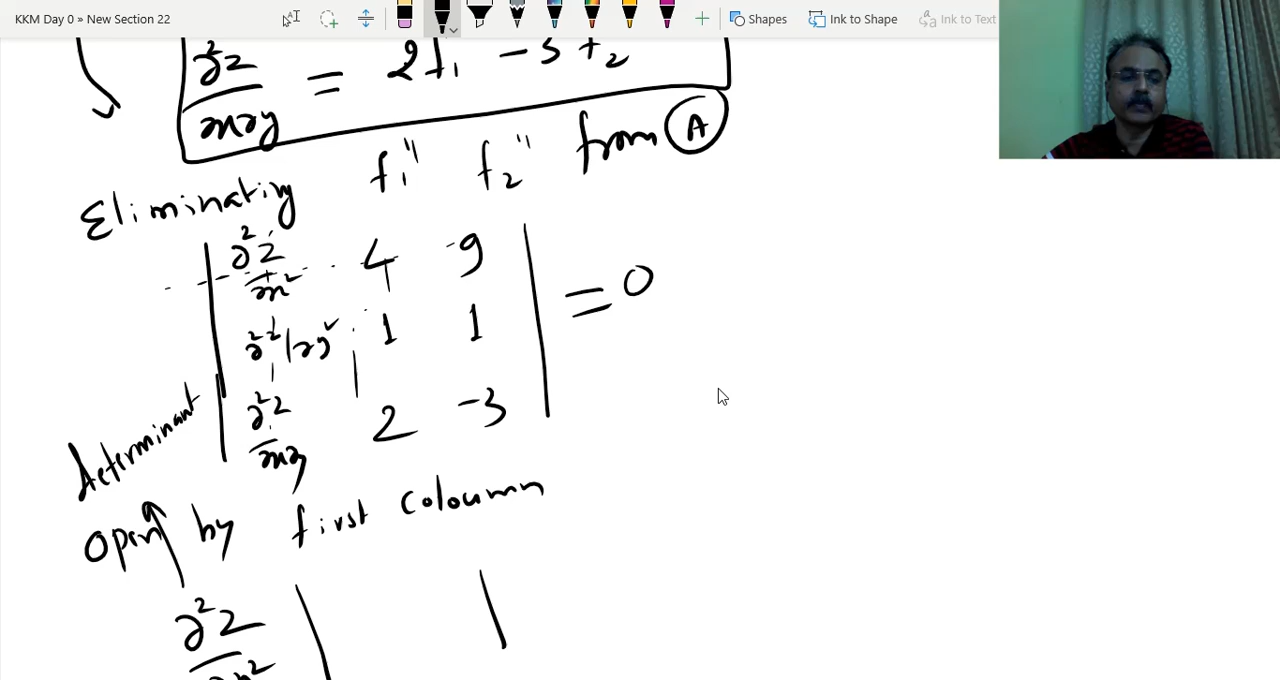 KKM Day 0 » New Section 22
Shapes Ink to Shape Ink to Text
∂²z/∂x∂y = 2f₁ - 3f₂
Eliminating f₁'' f₂'' from A
∂²z/∂x² 4 9
∂²z/∂y² 1 1 = 0
∂²z/∂x∂y 2 -3
Determinant
Opening by first coloumn
∂²z/∂x²